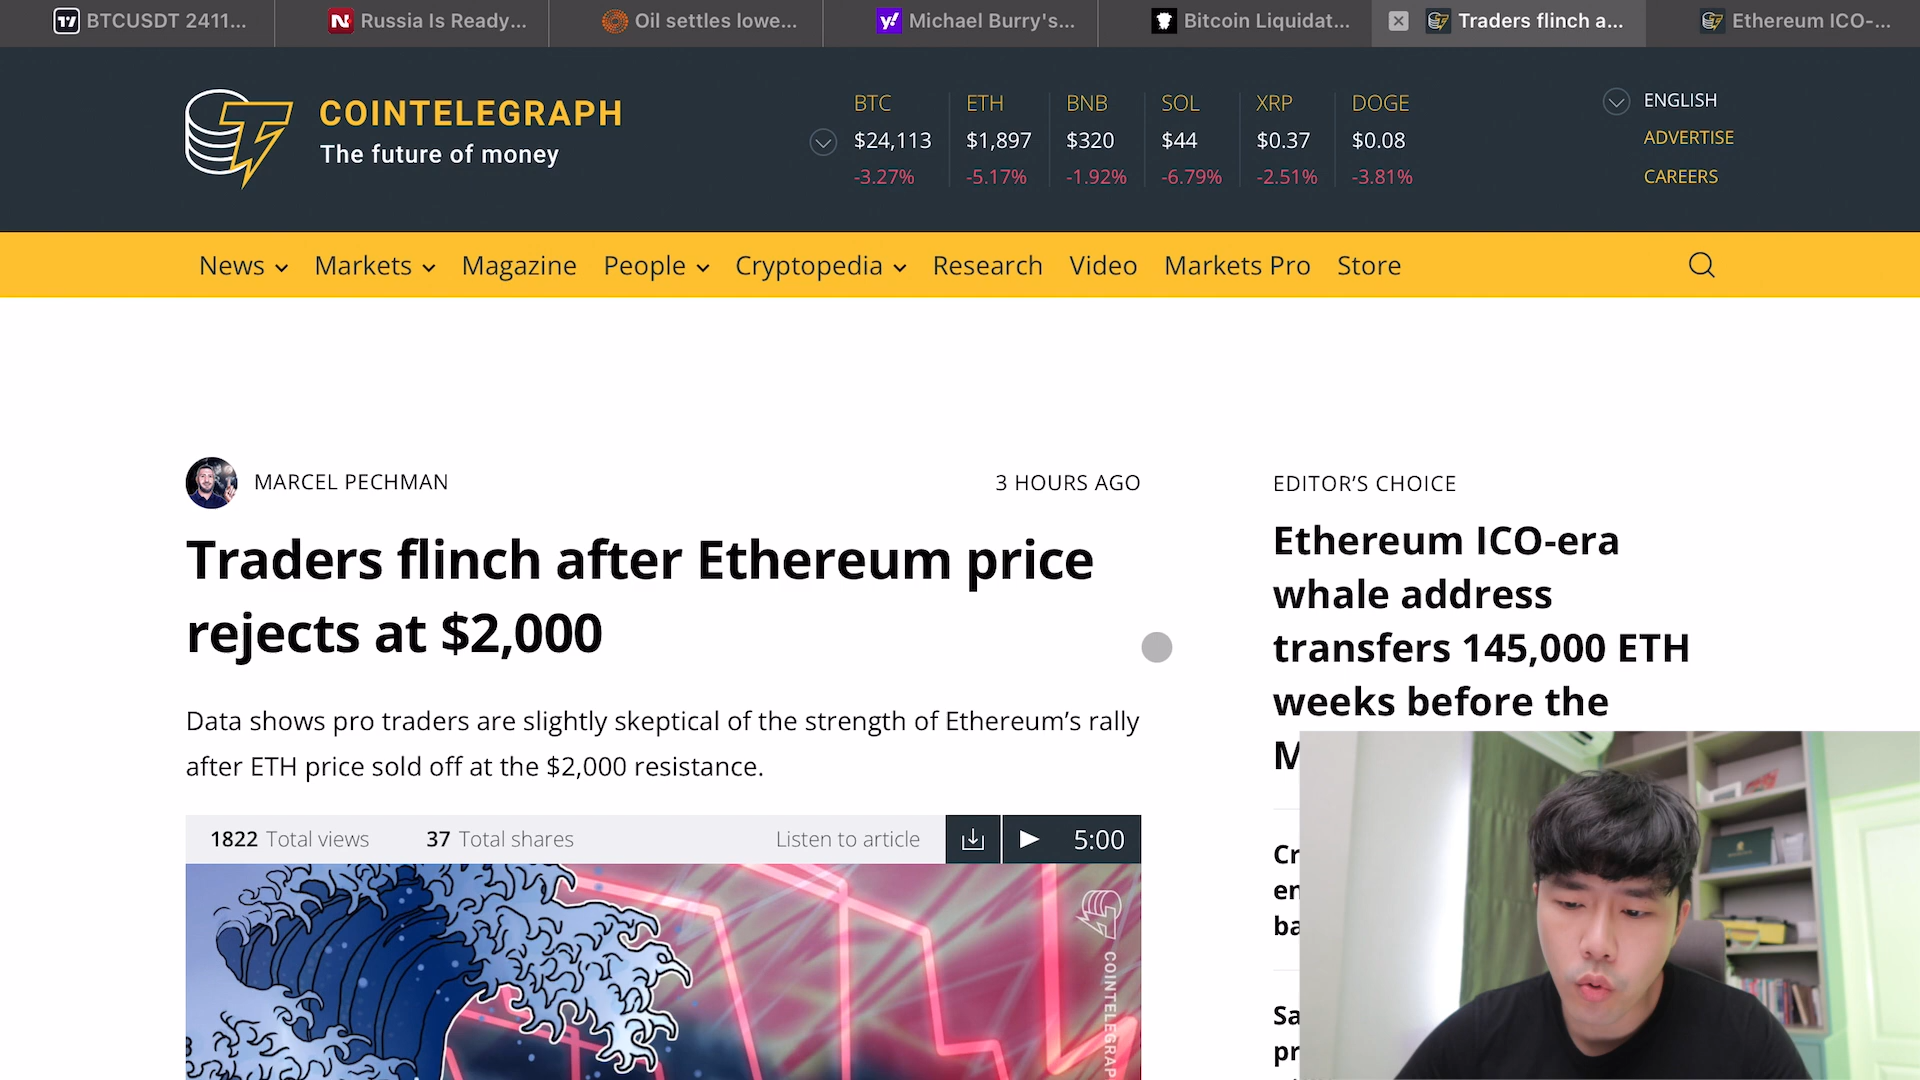 BTCUSDT 2411...
Russia Is Ready...
Oil settles lowe...
Michael Burry's...
Bitcoin Liquidat...
Traders flinch a...
Ethereum ICO-...
COINTELEGRAPH
The future of money
BTC ETH BNB SOL XRP DOGE
$24,113 $1,897 $320 $44 $0.37 $0.08
-3.27% -5.17% -1.92% -6.79% -2.51% -3.81%
ENGLISH
ADVERTISE
CAREERS
News Markets Magazine People Cryptopedia Research Video Markets Pro Store
MARCEL PECHMAN
3 HOURS AGO
Traders flinch after Ethereum price
rejects at $2,000
Data shows pro traders are slightly skeptical of the strength of Ethereum’s rally
after ETH price sold off at the $2,000 resistance.
1822 Total views 37 Total shares Listen to article 5:00
COINTELEGRAP
EDITOR’S CHOICE
Ethereum ICO-era
whale address
transfers 145,000 ETH
weeks before the
M
Cr
en
ba
Sa
pr